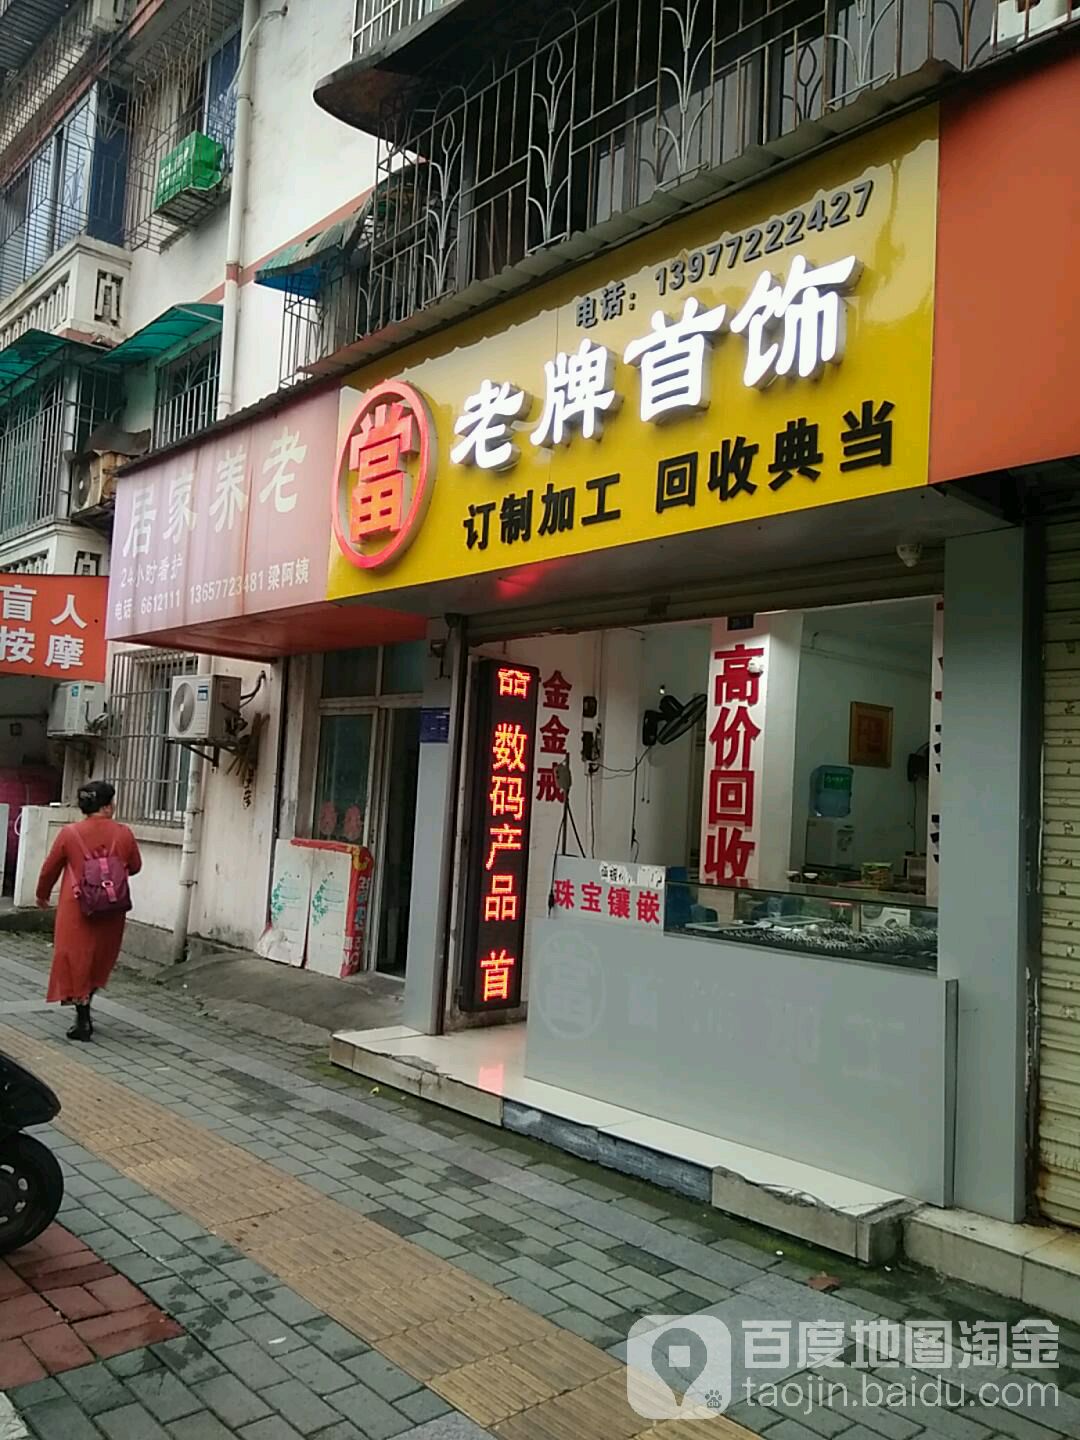 电话：13977222427
當
老牌首饰
订制加工 回收典当
居家养老
24小时看护
电话：6612111 13657723481 梁阿姨
盲人
按摩
数码产品 首
金金戒
高价回收
珠宝镶嵌
百度地图淘金
taojin.baidu.com